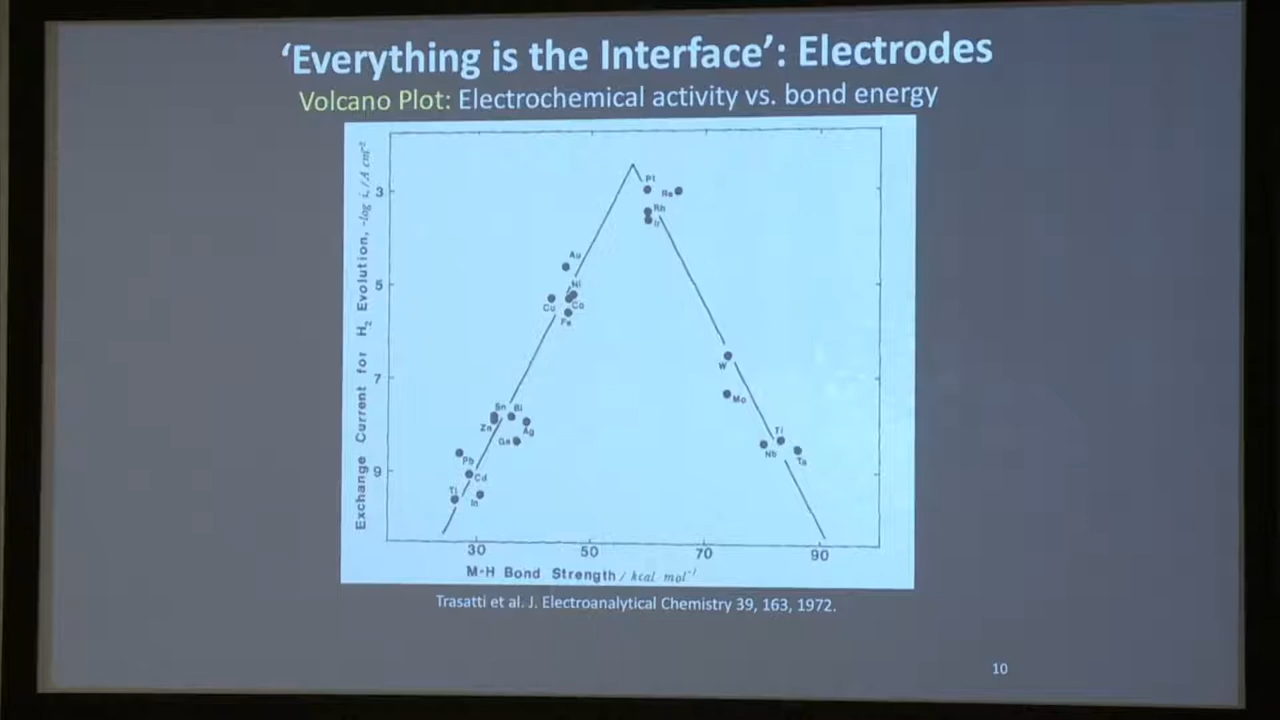 ‘Everything is the Interface’: Electrodes
Volcano Plot: Electrochemical activity vs. bond energy
Exchange Current for H2 Evolution, -log i./A cm-2
3
5
7
9
Pt
Re
Rh
Ir
Au
Ni
Cu
Co
Fe
W
Mo
Sn
Bi
Zn
Ag
Ga
Ti
Nb
Ta
Pb
Cd
Tl
In
30
50
70
90
M-H Bond Strength / kcal mol-1
Trasatti et al. J. Electroanalytical Chemistry 39, 163, 1972.
10